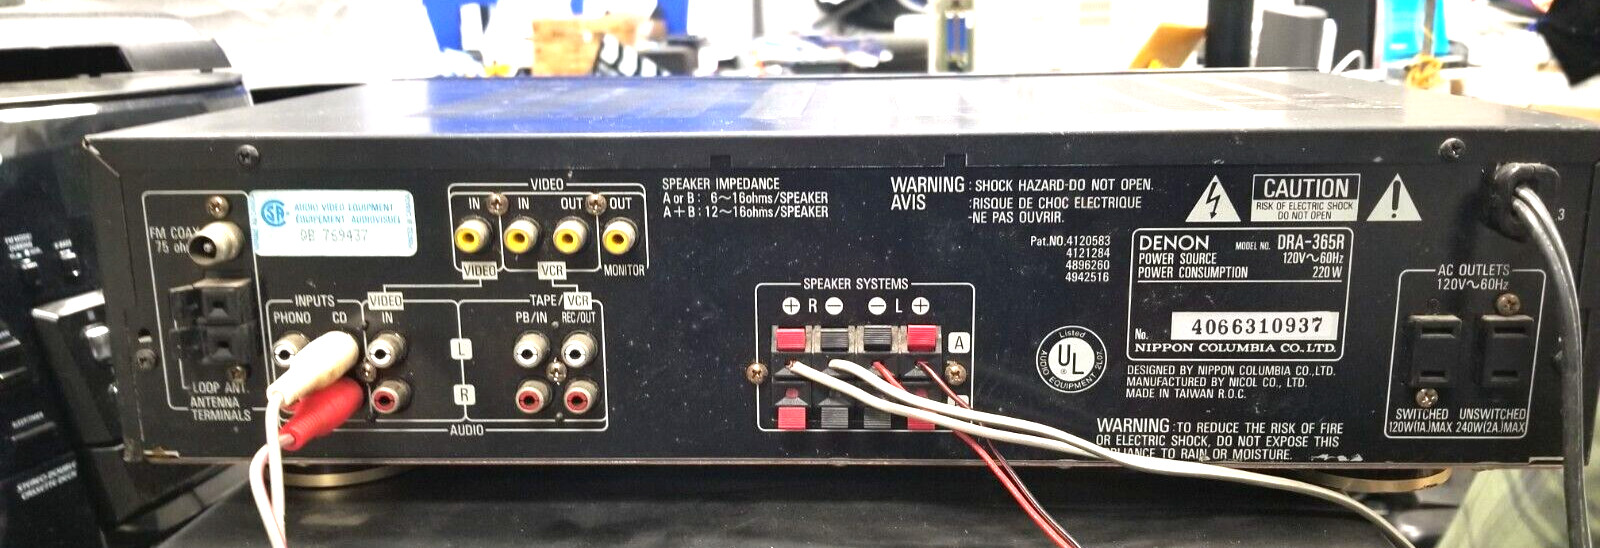 AUDIO VIDEO EQUIPMENT
EQUIPEMENT AUDIOVISUEL
DB 769437
FM COAX
75 ohm
LOOP ANT.
ANTENNA
TERMINALS
VIDEO
IN IN OUT OUT
VIDEO VCR MONITOR
INPUTS VIDEO TAPE/VCR
PHONO CD IN PB/IN REC/OUT
L
R
AUDIO
SPEAKER IMPEDANCE
A or B : 6~16ohms/SPEAKER
A+B : 12~16ohms/SPEAKER
SPEAKER SYSTEMS
+ R − − L +
A
WARNING : SHOCK HAZARD-DO NOT OPEN.
AVIS :RISQUE DE CHOC ELECTRIQUE
-NE PAS OUVRIR.
CAUTION
RISK OF ELECTRIC SHOCK
DO NOT OPEN
!
3
Pat.NO.4120583
4121284
4896260
4942516
DENON MODEL NO. DRA-365R
POWER SOURCE 120V~60Hz
POWER CONSUMPTION 220W
No. 4066310937
NIPPON COLUMBIA CO.,LTD.
Listed
UL
®
AUDIO EQUIPMENT 2L07
DESIGNED BY NIPPON COLUMBIA CO.,LTD.
MANUFACTURED BY NICOL CO., LTD.
MADE IN TAIWAN R.O.C.
WARNING: TO REDUCE THE RISK OF FIRE
OR ELECTRIC SHOCK, DO NOT EXPOSE THIS
TO RAIN OR MOISTURE.
AC OUTLETS
120V~60Hz
SWITCHED UNSWITCHED
120W(1A.)MAX 240W(2A.)MAX